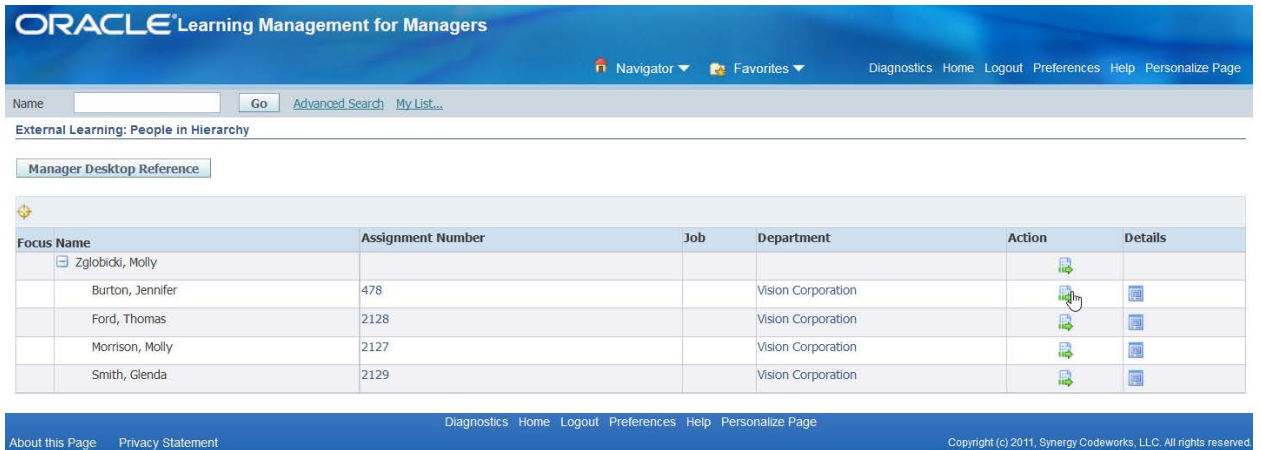 ORACLE® Learning Management for Managers
Navigator Favorites Diagnostics Home Logout Preferences Help Personalize Page
Name Go Advanced Search My List...
External Learning: People in Hierarchy
Manager Desktop Reference
Focus Name Assignment Number Job Department Action Details
Zglobicki, Molly
Burton, Jennifer 478 Vision Corporation
Ford, Thomas 2128 Vision Corporation
Morrison, Molly 2127 Vision Corporation
Smith, Glenda 2129 Vision Corporation
Diagnostics Home Logout Preferences Help Personalize Page
About this Page Privacy Statement Copyright (c) 2011, Synergy Codeworks, LLC. All rights reserved.